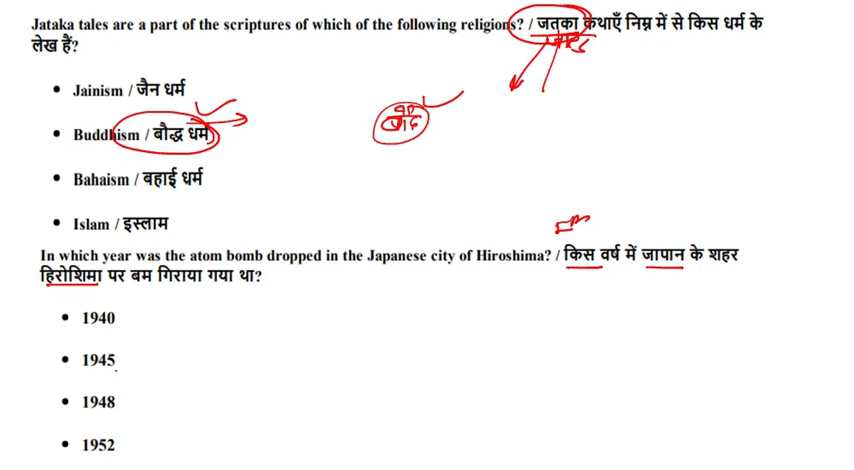 Jataka tales are a part of the scriptures of which of the following religions? / जतका कथाएँ निम्न में से किस धर्म के
लेख हैं?
• Jainism / जैन धर्म
• Buddhism / बौद्ध धर्म
• Bahaism / बहाई धर्म
• Islam / इस्लाम
In which year was the atom bomb dropped in the Japanese city of Hiroshima? / किस वर्ष में जापान के शहर
हिरोशिमा पर बम गिराया गया था?
• 1940
• 1945
• 1948
• 1952